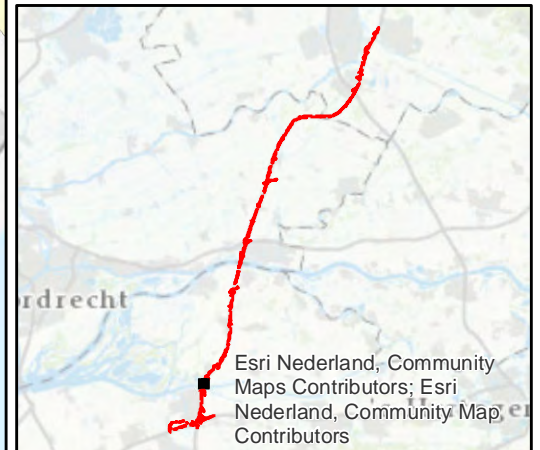 ordrecht
Esri Nederland, Community
Maps Contributors; Esri
Nederland, Community Map
Contributors